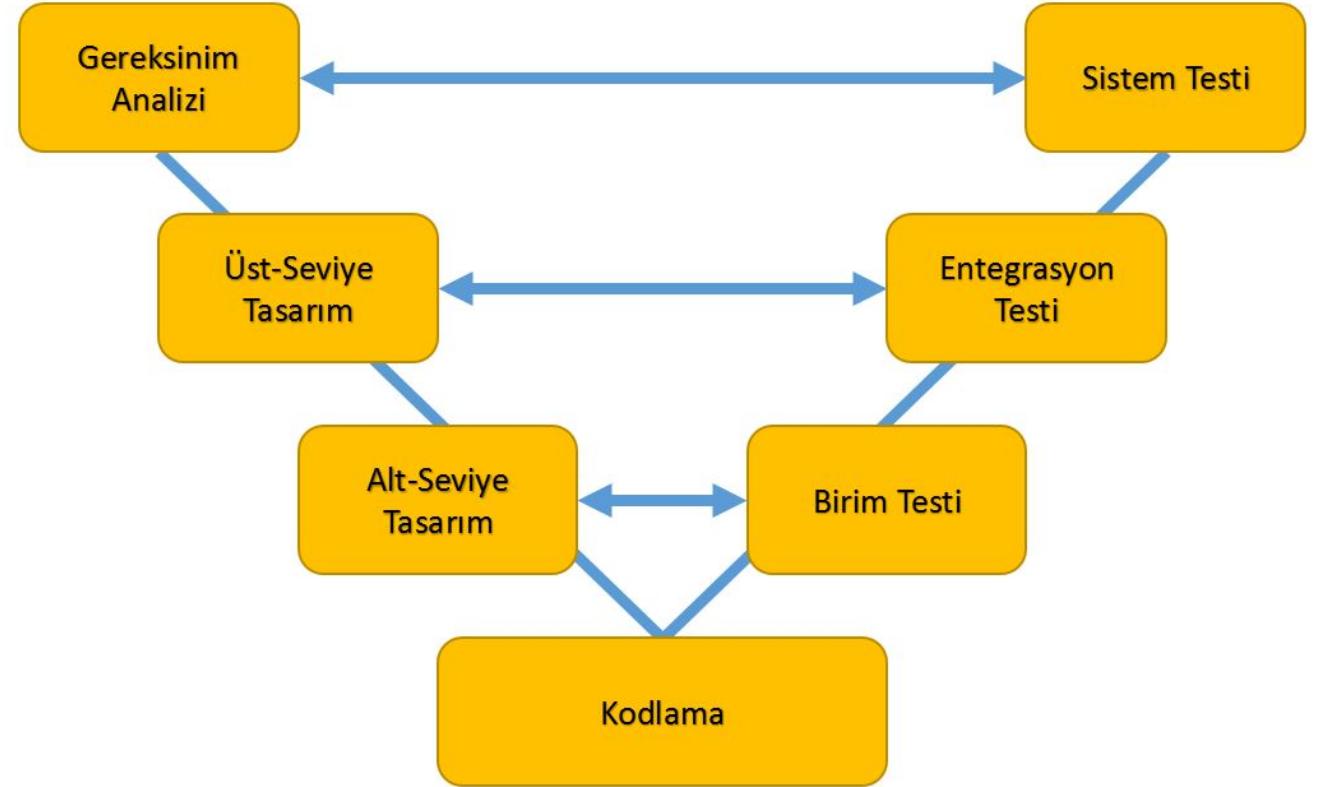 Gereksinim
Analizi
Sistem Testi
Üst-Seviye
Tasarım
Entegrasyon
Testi
Alt-Seviye
Tasarım
Birim Testi
Kodlama